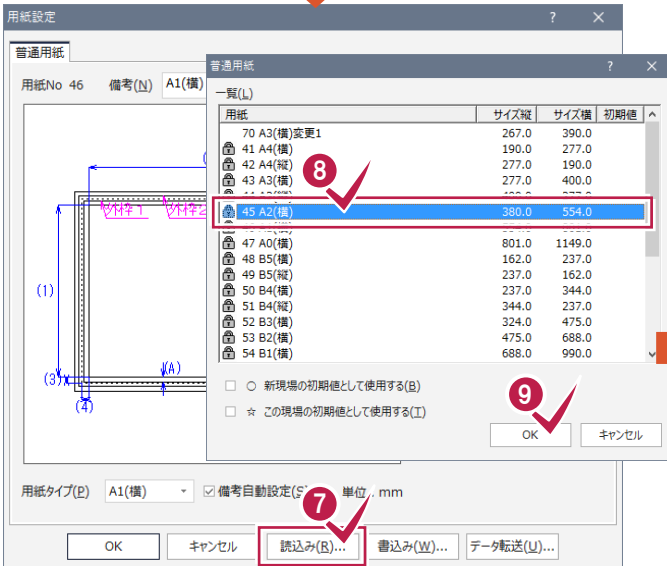 用紙設定 ? ×
普通用紙
用紙No 46 備考(N) A1(横)
外枠1 外枠2
(1)
(A)
(3)
(4)
用紙タイプ(P) A1(横) 備考自動設定(S) 単位 : mm
7
OK キャンセル 読込み(R)... 書込み(W)... データ転送(U)...
普通用紙 ? ×
一覧(L)
用紙 サイズ縦 サイズ横 初期値
70 A3(横)変更1 267.0 390.0
41 A4(横) 190.0 277.0
42 A4(縦) 277.0 190.0
43 A3(横) 277.0 400.0
8
45 A2(横) 380.0 554.0
47 A0(横) 801.0 1149.0
48 B5(横) 162.0 237.0
49 B5(縦) 237.0 162.0
50 B4(横) 237.0 344.0
51 B4(縦) 344.0 237.0
52 B3(横) 324.0 475.0
53 B2(横) 475.0 688.0
54 B1(横) 688.0 990.0
○ 新現場の初期値として使用する(B)
☆ この現場の初期値として使用する(T)
9
OK キャンセル